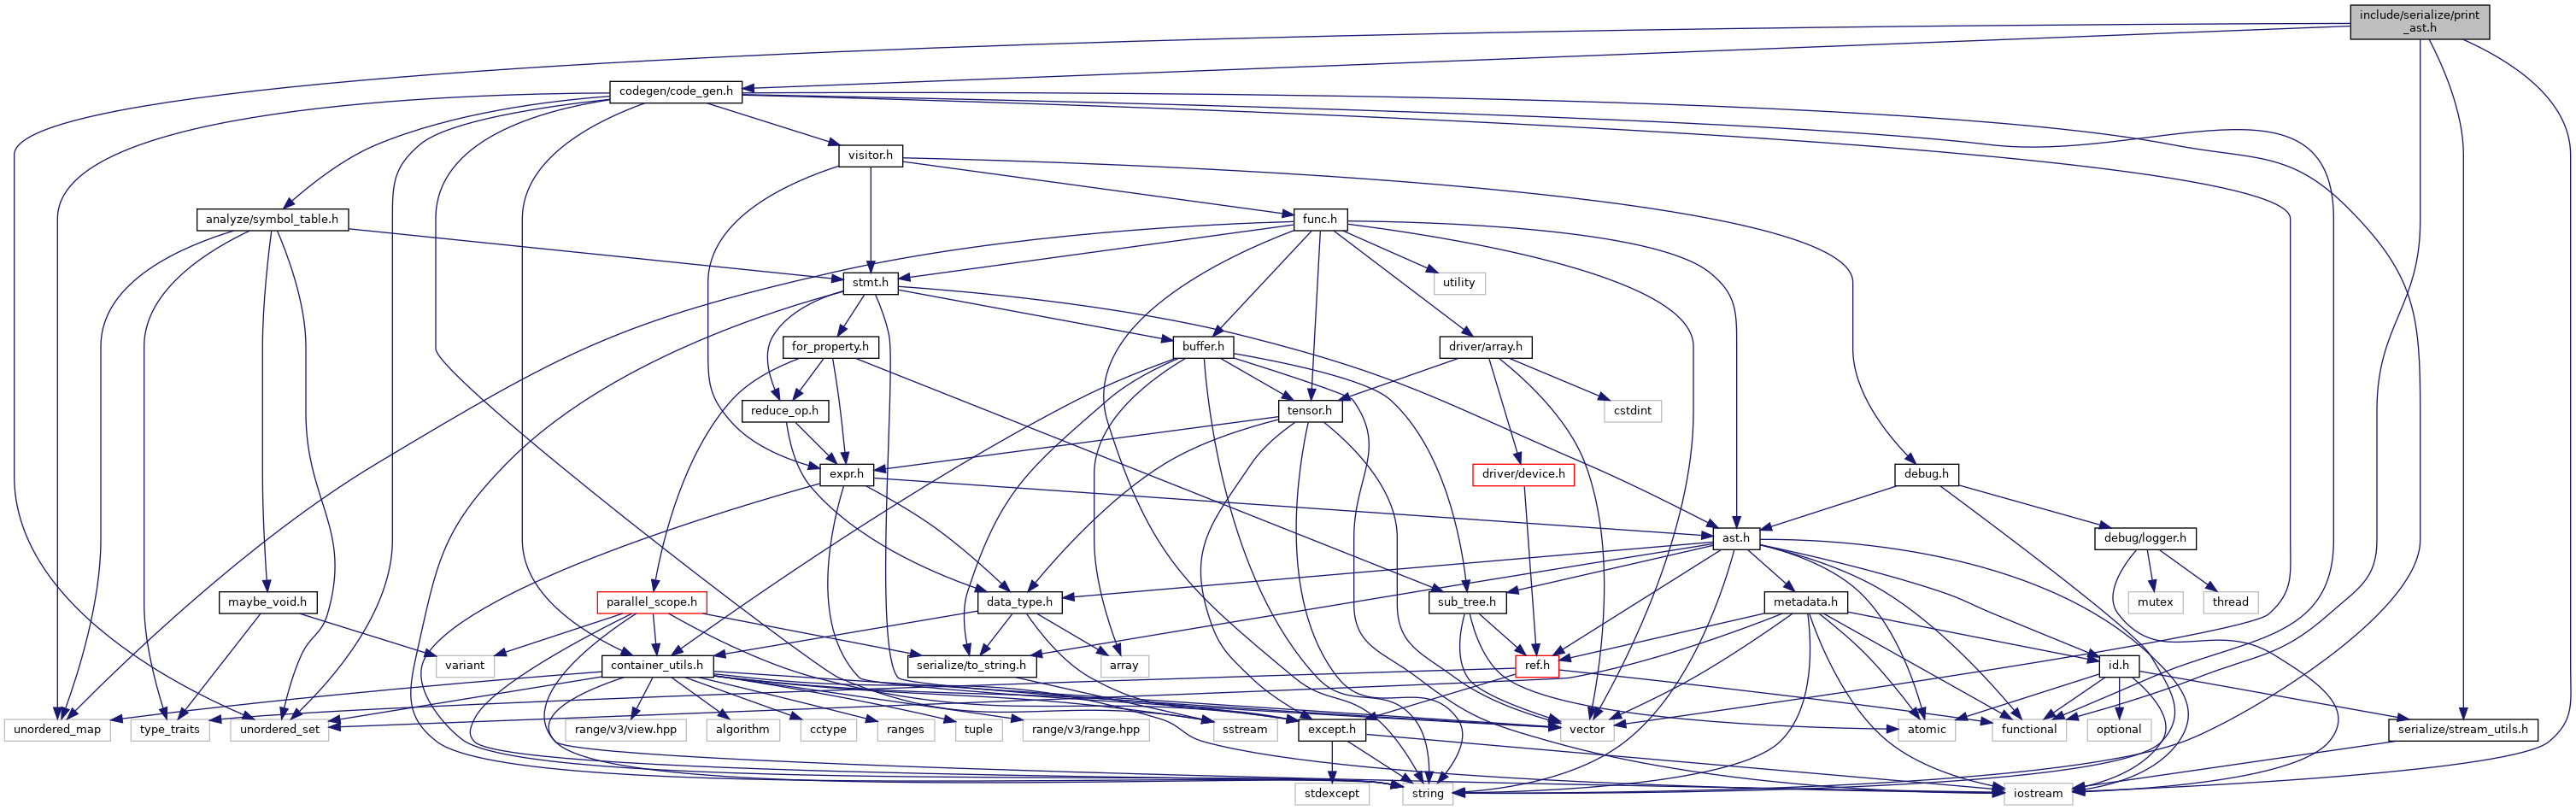 include/serialize/print
_ast.h
codegen/code_gen.h
visitor.h
analyze/symbol_table.h
func.h
stmt.h
utility
for_property.h
buffer.h
driver/array.h
reduce_op.h
tensor.h
cstdint
expr.h
driver/device.h
debug.h
ast.h
debug/logger.h
maybe_void.h
parallel_scope.h
data_type.h
sub_tree.h
metadata.h
mutex
thread
variant
container_utils.h
serialize/to_string.h
array
ref.h
id.h
unordered_map
type_traits
unordered_set
range/v3/view.hpp
algorithm
cctype
ranges
tuple
range/v3/range.hpp
sstream
except.h
vector
atomic
functional
optional
serialize/stream_utils.h
stdexcept
string
iostream